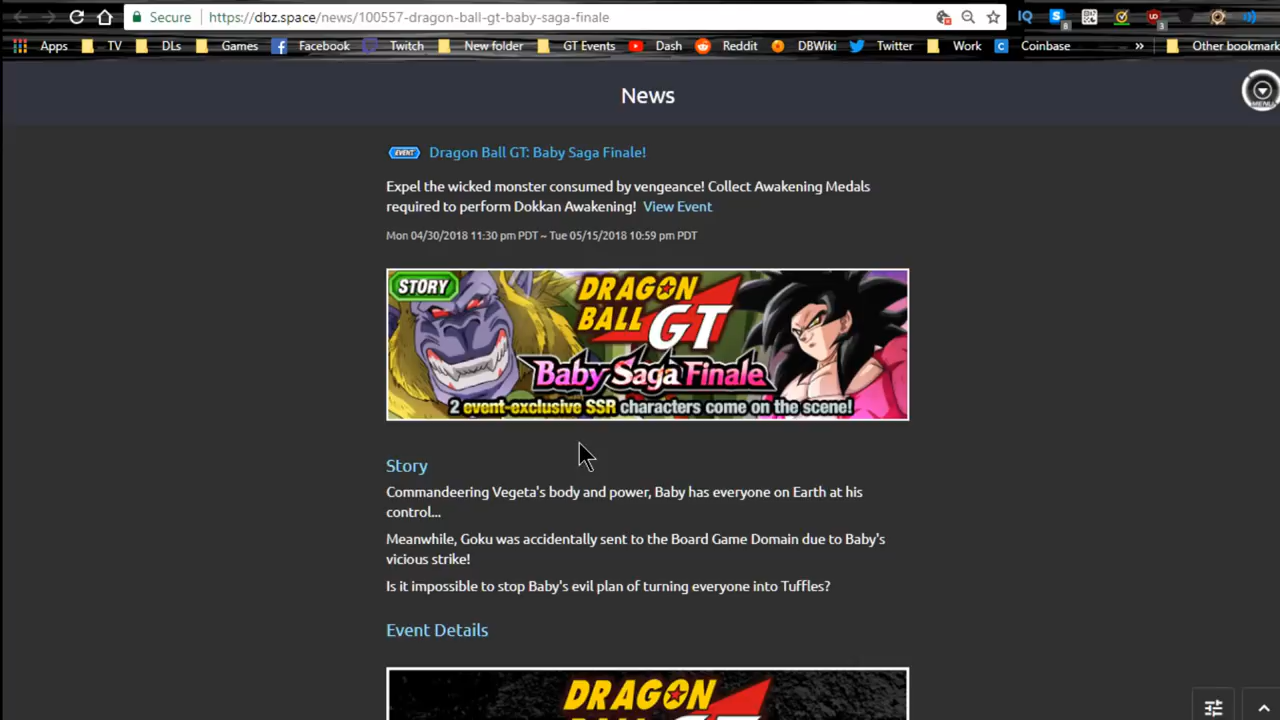 Secure https://dbz.space/news/100557-dragon-ball-gt-baby-saga-finale
IQ S 8 UD 3
Apps TV DLs Games Facebook Twitch New folder GT Events Dash Reddit DBWiki Twitter Work C Coinbase » Other bookmark
News
MENU
EVENT Dragon Ball GT: Baby Saga Finale!
Expel the wicked monster consumed by vengeance! Collect Awakening Medals
required to perform Dokkan Awakening! View Event
Mon 04/30/2018 11:30 pm PDT ~ Tue 05/15/2018 10:59 pm PDT
STORY
DRAGON
BALL GT
Baby Saga Finale
2 event-exclusive SSR characters come on the scene!
Story
Commandeering Vegeta's body and power, Baby has everyone on Earth at his
control...
Meanwhile, Goku was accidentally sent to the Board Game Domain due to Baby's
vicious strike!
Is it impossible to stop Baby's evil plan of turning everyone into Tuffles?
Event Details
DRAGON